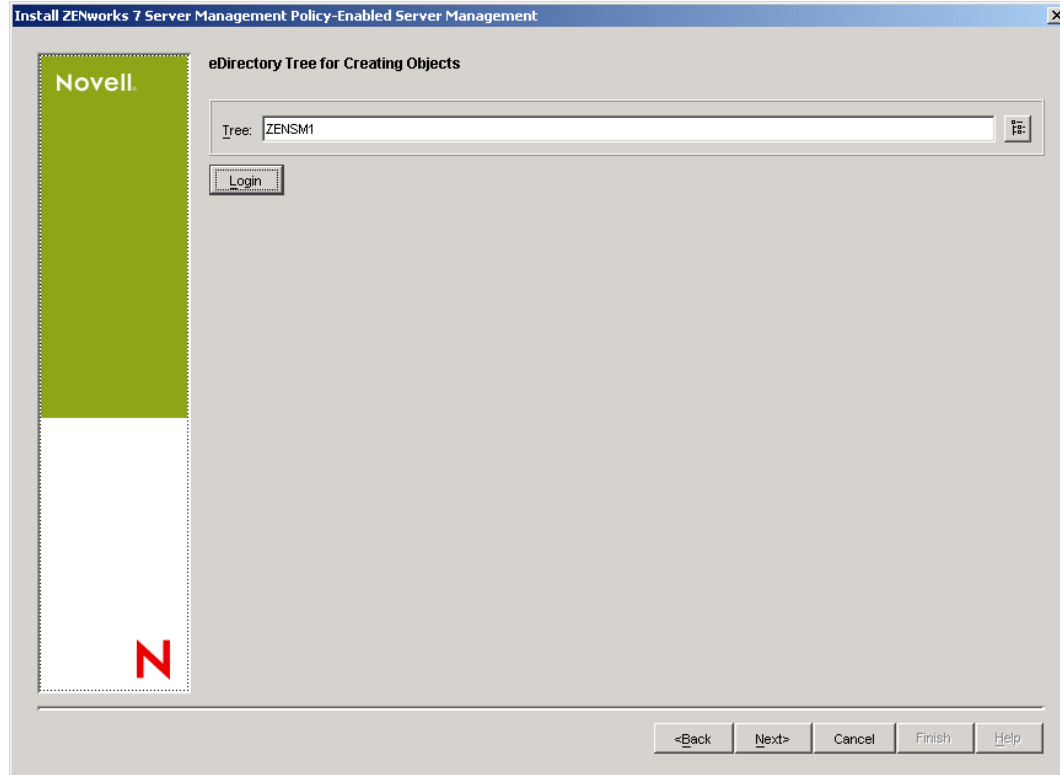 Install ZENworks 7 Server Management Policy-Enabled Server Management
Novell.
eDirectory Tree for Creating Objects
Tree: ZENSM1
Login
N
<Back Next> Cancel Finish Help